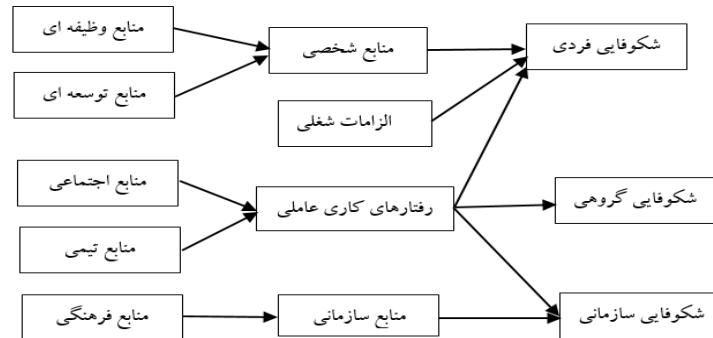 منابع وظیفه ای
منابع شخصی
شکوفایی فردی
منابع توسعه ای
الزامات شغلی
منابع اجتماعی
رفتارهای کاری عاملی
شکوفایی گروهی
منابع تیمی
منابع فرهنگی
منابع سازمانی
شکوفایی سازمانی